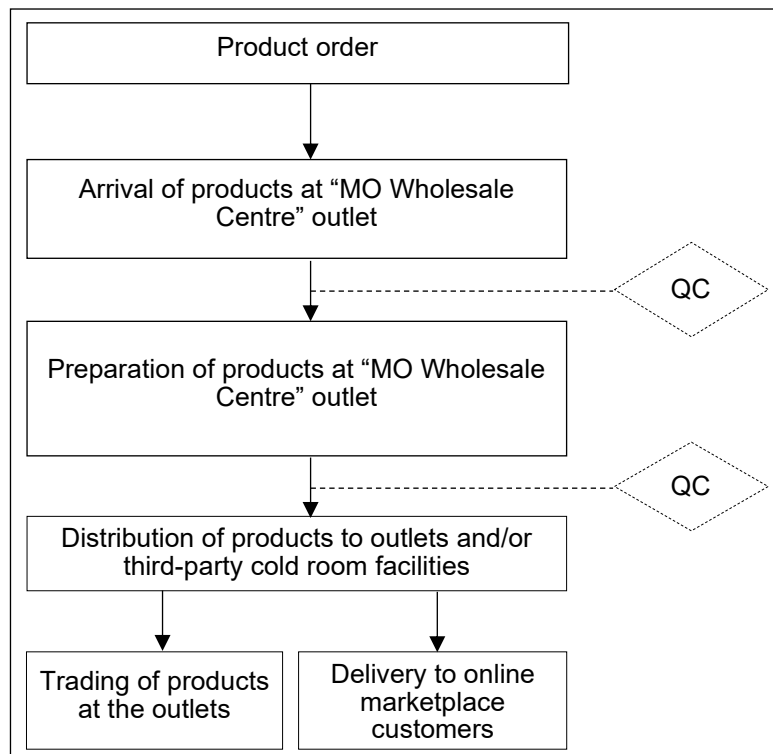 Product order
Arrival of products at “MO Wholesale
Centre” outlet
QC
Preparation of products at “MO Wholesale
Centre” outlet
QC
Distribution of products to outlets and/or
third-party cold room facilities
Trading of products
at the outlets
Delivery to online
marketplace
customers